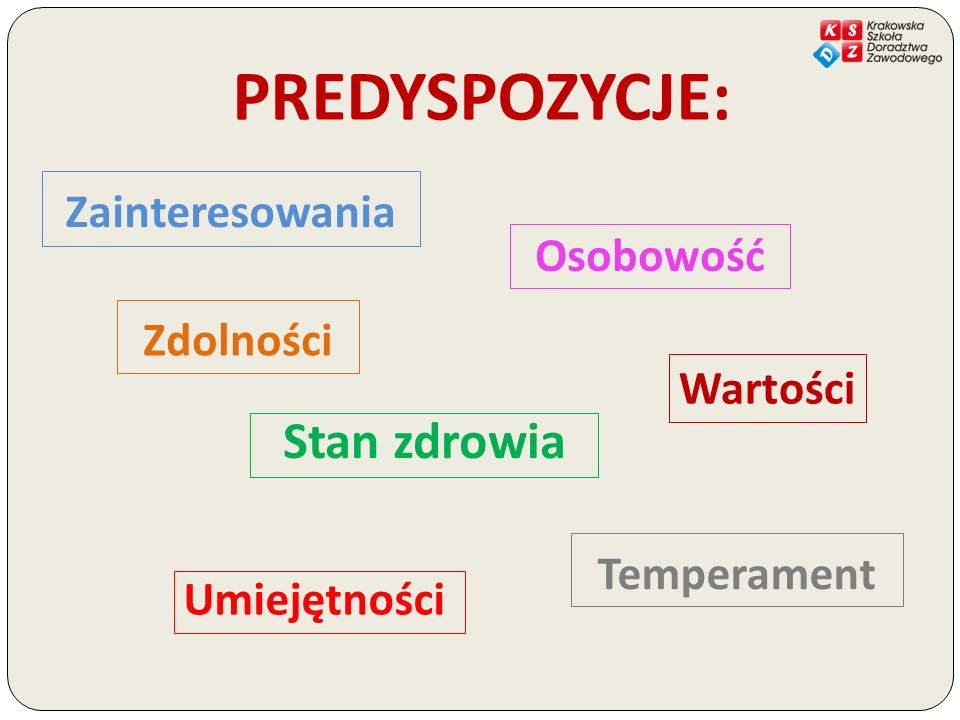 K S
D Z
Krakowska
Szkoła
Doradztwa
Zawodowego
PREDYSPOZYCJE:
Zainteresowania
Osobowość
Zdolności
Wartości
Stan zdrowia
Temperament
Umiejętności